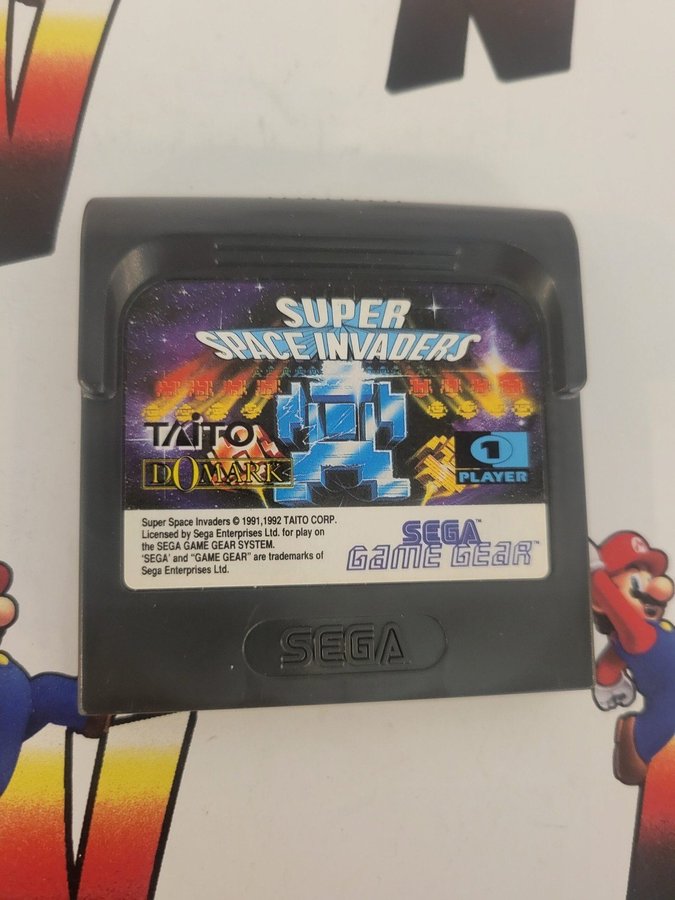 SUPER
SPACE INVADERS
TAITO
DOMARK
1
PLAYER
Super Space Invaders © 1991,1992 TAITO CORP.
Licensed by Sega Enterprises Ltd. for play on
the SEGA GAME GEAR SYSTEM.
'SEGA' and "GAME GEAR" are trademarks of
Sega Enterprises Ltd.
SEGA™
GAME GEAR™
SEGA